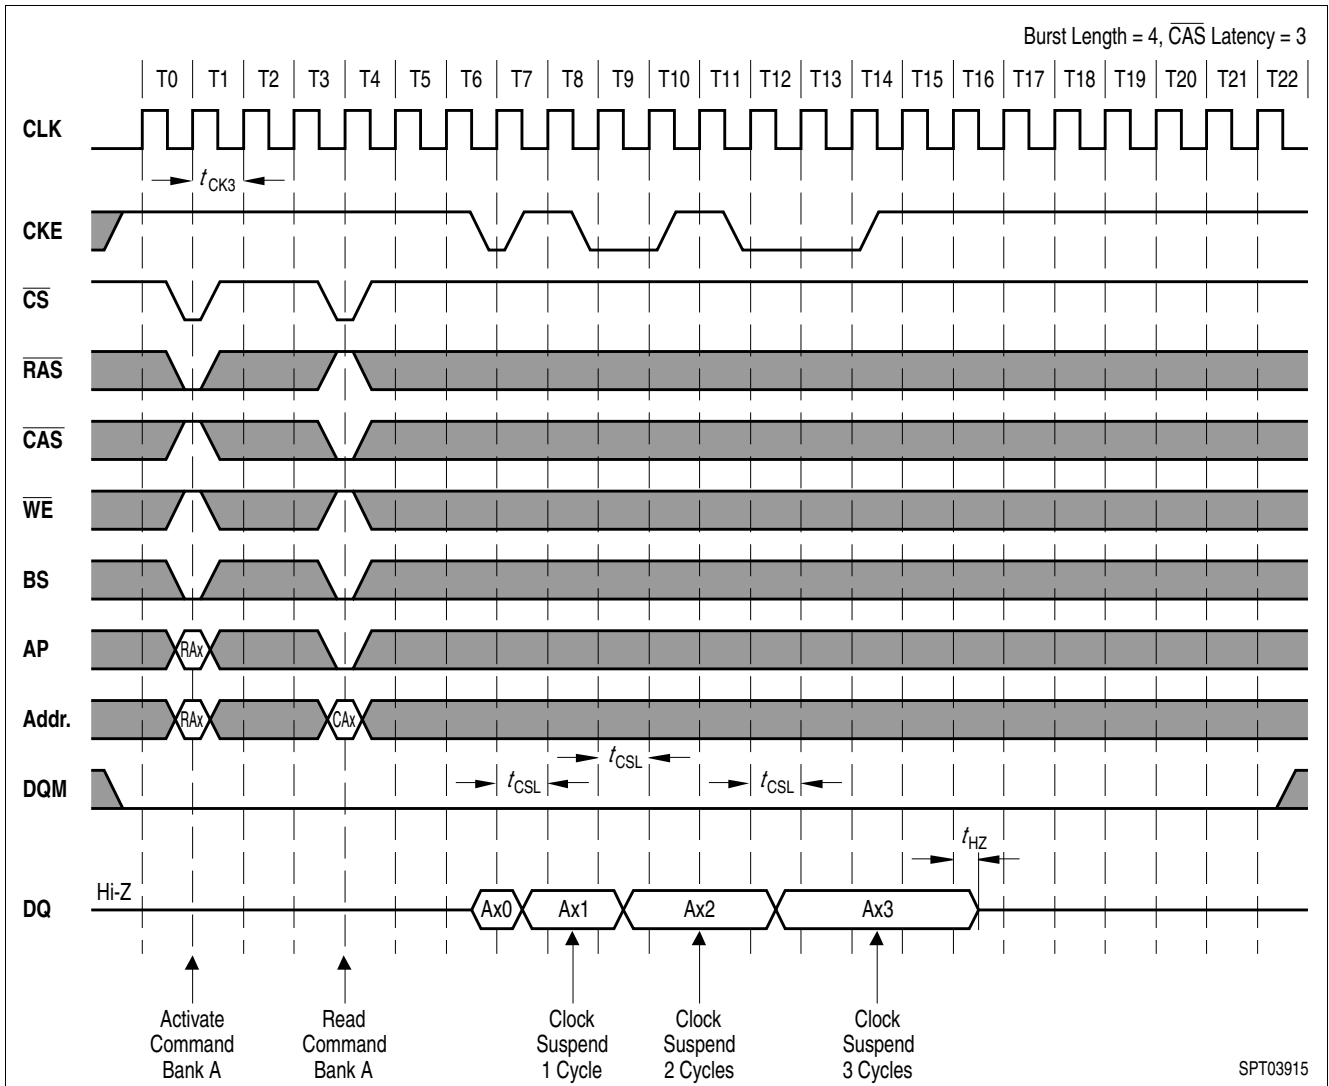 Burst Length = 4, CAS Latency = 3
T0 T1 T2 T3 T4 T5 T6 T7 T8 T9 T10 T11 T12 T13 T14 T15 T16 T17 T18 T19 T20 T21 T22
CLK
tCK3
CKE
CS
RAS
CAS
WE
BS
AP RAx
Addr. RAx CAx
tCSL
DQM tCSL tCSL
tHZ
Hi-Z
DQ Ax0 Ax1 Ax2 Ax3
Activate Command Bank A
Read Command Bank A
Clock Suspend 1 Cycle
Clock Suspend 2 Cycles
Clock Suspend 3 Cycles
SPT03915